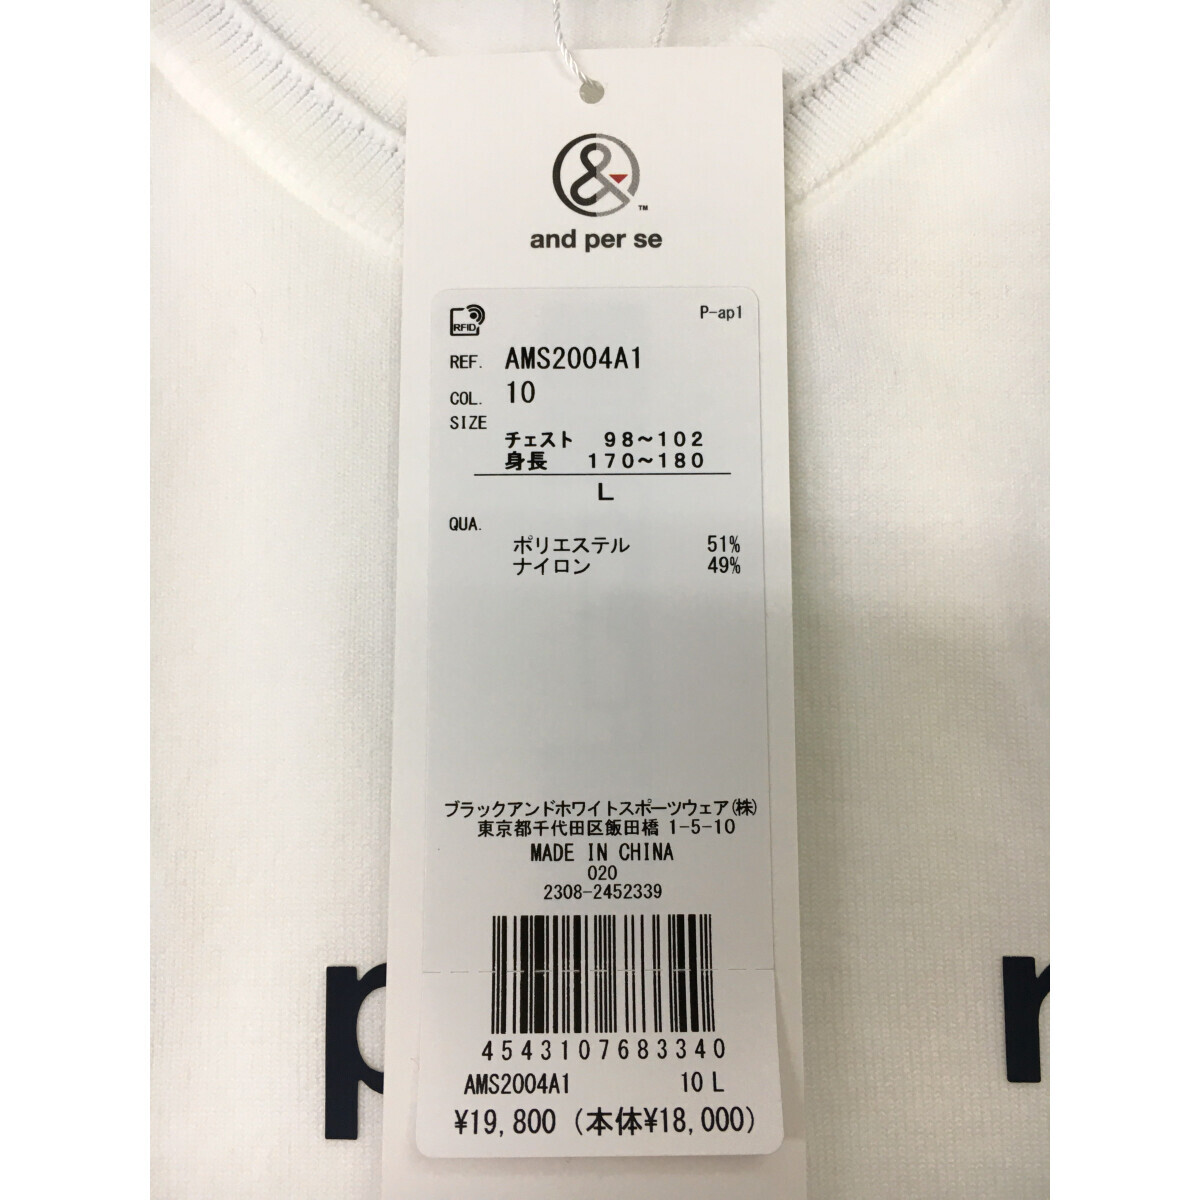 &
TM
and per se
RFID
P-ap1
REF. AMS2004A1
COL. 10
SIZE
チェスト 98~102
身長 170~180
L
QUA.
ポリエステル 51%
ナイロン 49%
ブラックアンドホワイトスポーツウェア(株)
東京都千代田区飯田橋 1-5-10
MADE IN CHINA
020
2308-2452339
4543107683340
AMS2004A1 10 L
¥19,800 (本体¥18,000)
p